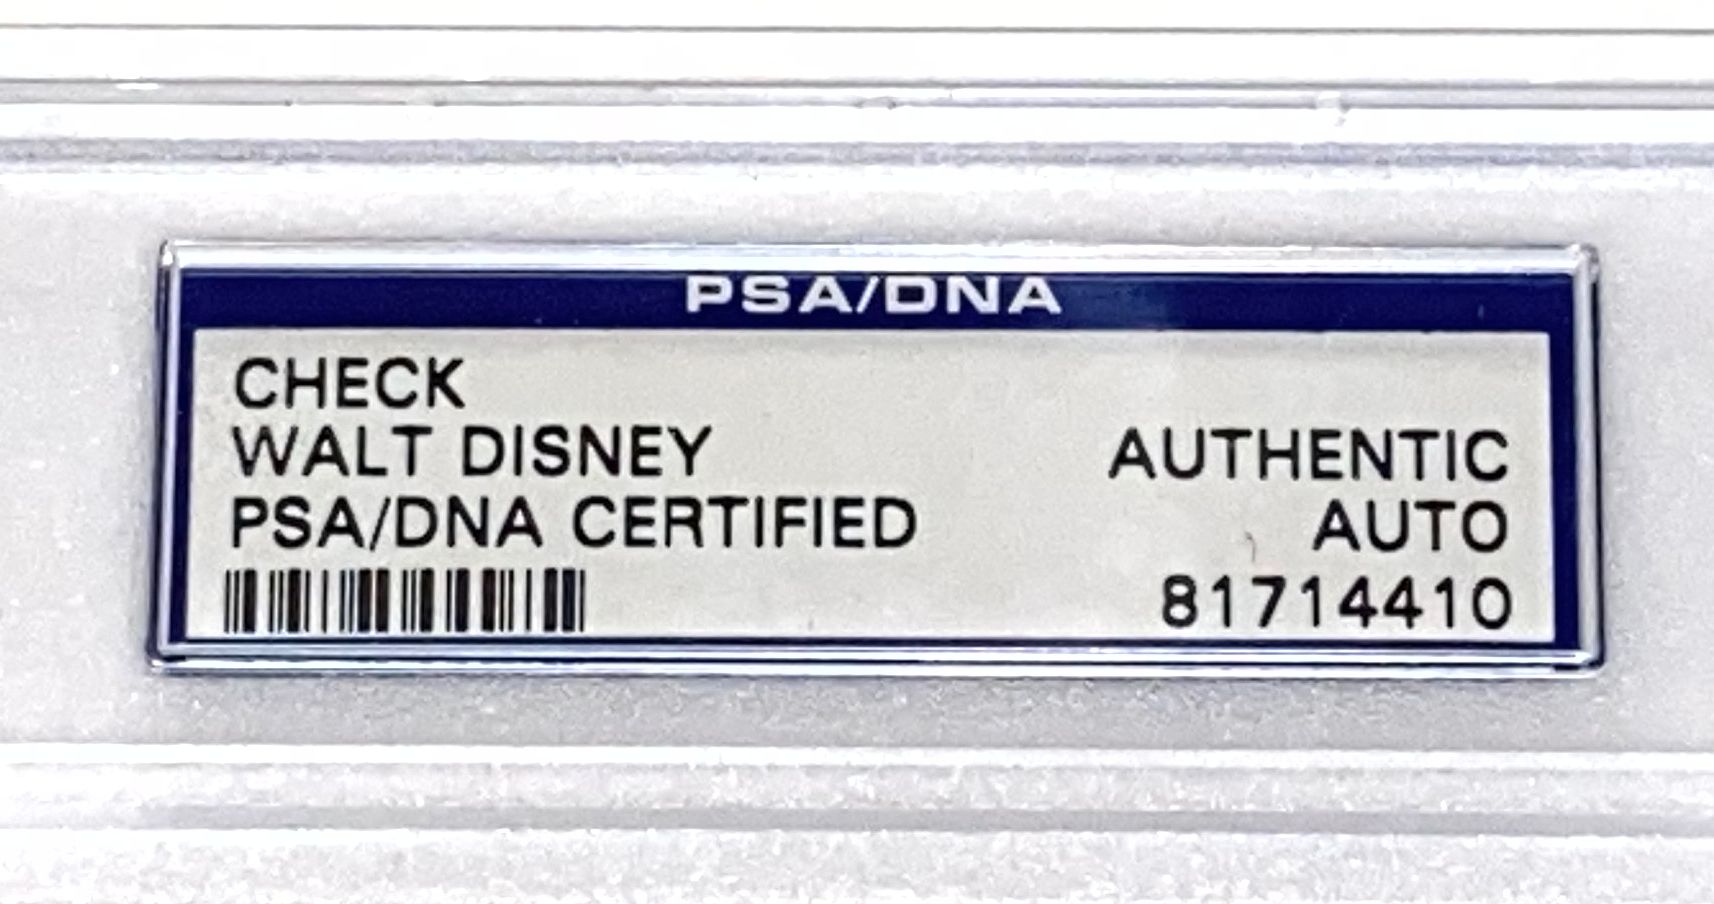 PSA/DNA
CHECK
WALT DISNEY
AUTHENTIC
PSA/DNA CERTIFIED
AUTO
81714410